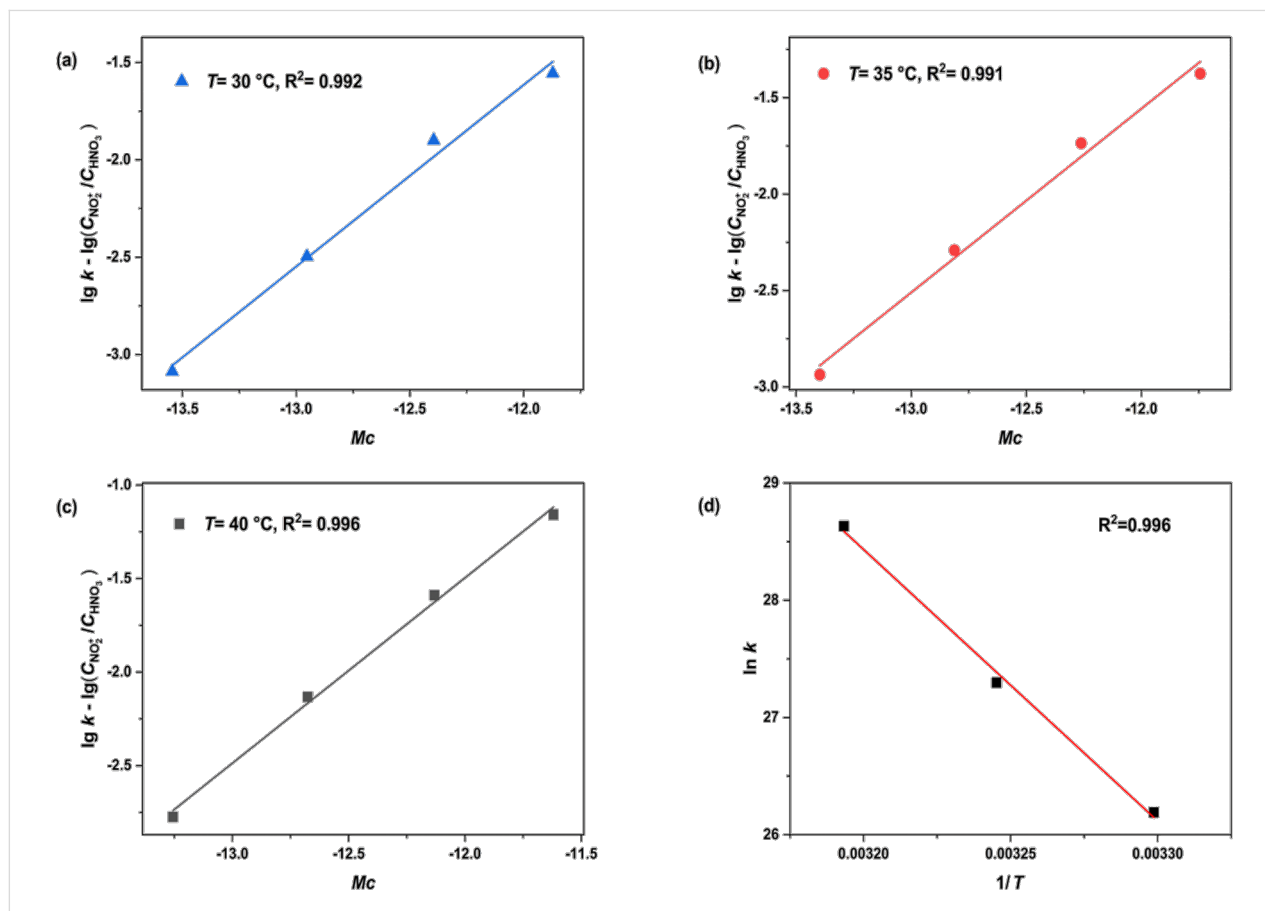 (a)
T= 30 °C, R²= 0.992
lg k - lg(C_NO₂⁺/C_HNO₃)
-1.5
-2.0
-2.5
-3.0
-13.5 -13.0 -12.5 -12.0
Mc
(b)
T= 35 °C, R²= 0.991
lg k - lg(C_NO₂⁺/C_HNO₃)
-1.5
-2.0
-2.5
-3.0
-13.5 -13.0 -12.5 -12.0
Mc
(c)
T= 40 °C, R²= 0.996
lg k - lg(C_NO₂⁺/C_HNO₃)
-1.0
-1.5
-2.0
-2.5
-13.0 -12.5 -12.0 -11.5
Mc
(d)
R²=0.996
ln k
29
28
27
26
0.00320 0.00325 0.00330
1/T